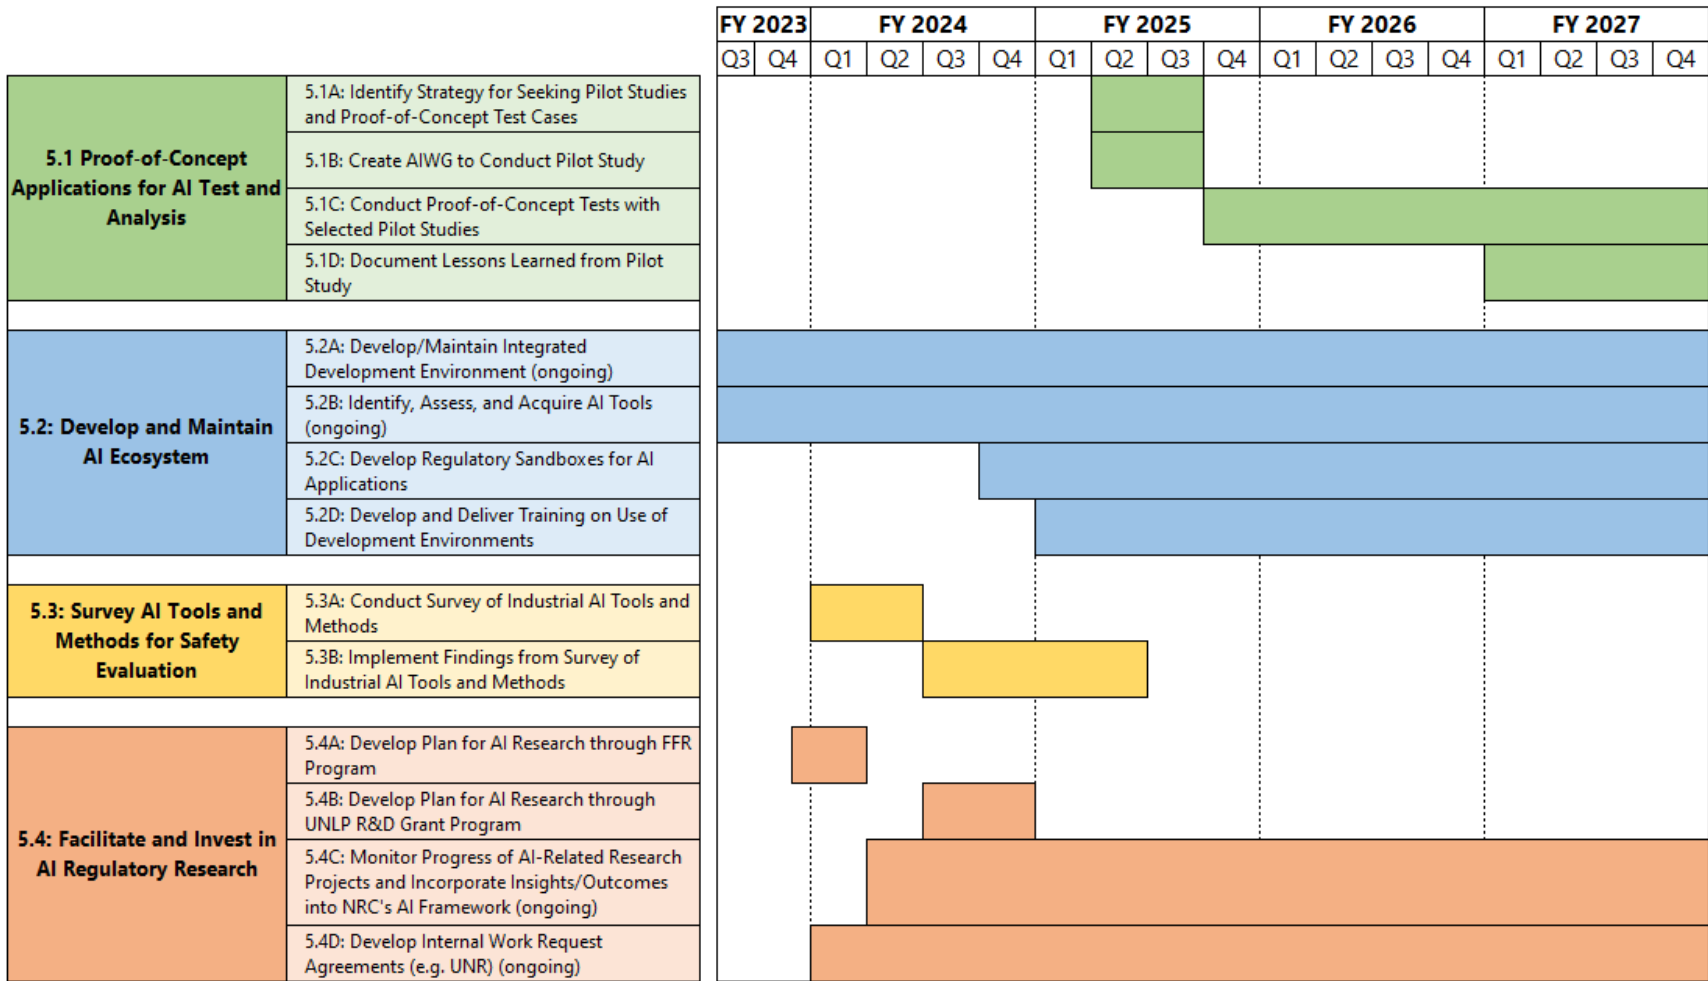 FY 2023 FY 2024 FY 2025 FY 2026 FY 2027
Q3 Q4 Q1 Q2 Q3 Q4 Q1 Q2 Q3 Q4 Q1 Q2 Q3 Q4 Q1 Q2 Q3 Q4
5.1 Proof-of-Concept
Applications for AI Test and
Analysis
5.1A: Identify Strategy for Seeking Pilot Studies
and Proof-of-Concept Test Cases
5.1B: Create AIWG to Conduct Pilot Study
5.1C: Conduct Proof-of-Concept Tests with
Selected Pilot Studies
5.1D: Document Lessons Learned from Pilot
Study
5.2: Develop and Maintain
AI Ecosystem
5.2A: Develop/Maintain Integrated
Development Environment (ongoing)
5.2B: Identify, Assess, and Acquire AI Tools
(ongoing)
5.2C: Develop Regulatory Sandboxes for AI
Applications
5.2D: Develop and Deliver Training on Use of
Development Environments
5.3: Survey AI Tools and
Methods for Safety
Evaluation
5.3A: Conduct Survey of Industrial AI Tools and
Methods
5.3B: Implement Findings from Survey of
Industrial AI Tools and Methods
5.4: Facilitate and Invest in
AI Regulatory Research
5.4A: Develop Plan for AI Research through FFR
Program
5.4B: Develop Plan for AI Research through
UNLP R&D Grant Program
5.4C: Monitor Progress of AI-Related Research
Projects and Incorporate Insights/Outcomes
into NRC's AI Framework (ongoing)
5.4D: Develop Internal Work Request
Agreements (e.g. UNR) (ongoing)